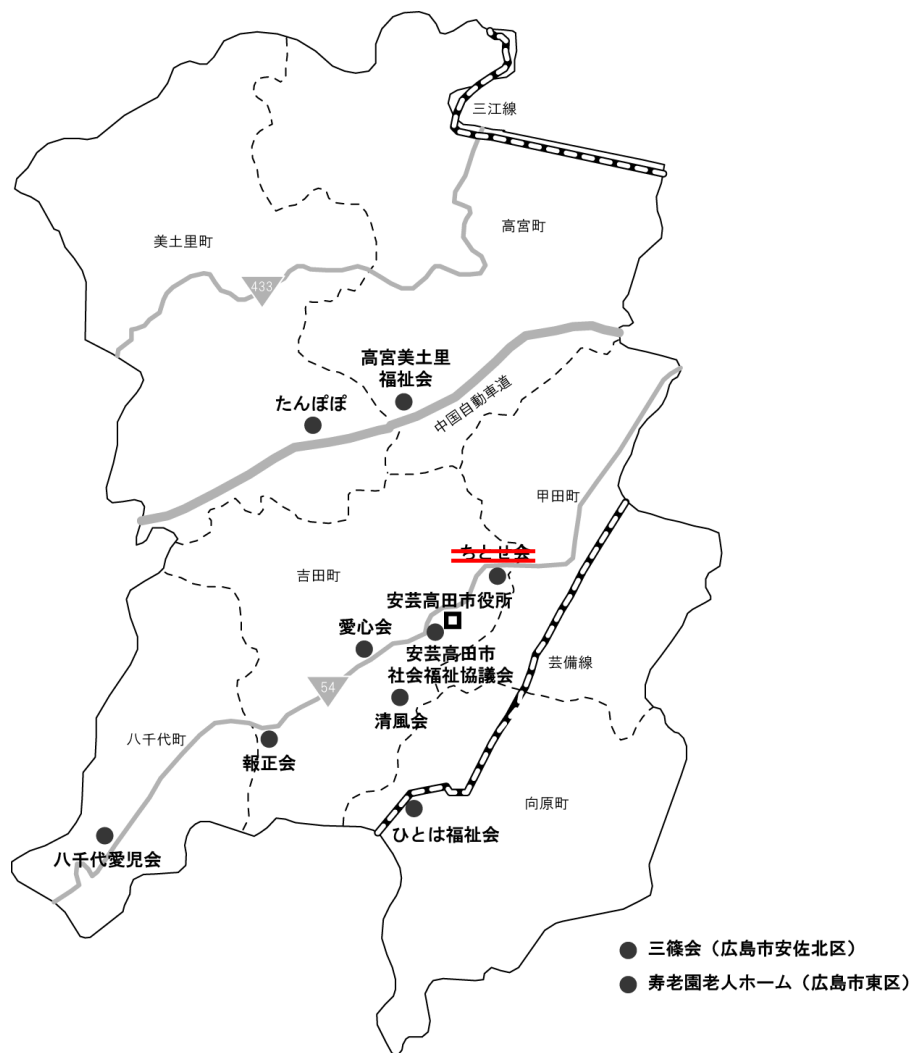 三江線
高宮町
美土里町
433
高宮美土里
福祉会
中国自動車道
たんぽぽ
甲田町
ちとせ会
吉田町
安芸高田市役所
愛心会
安芸高田市
社会福祉協議会
芸備線
54
清風会
八千代町
報正会
向原町
ひとは福祉会
八千代愛児会
三篠会（広島市安佐北区）
寿老園老人ホーム（広島市東区）